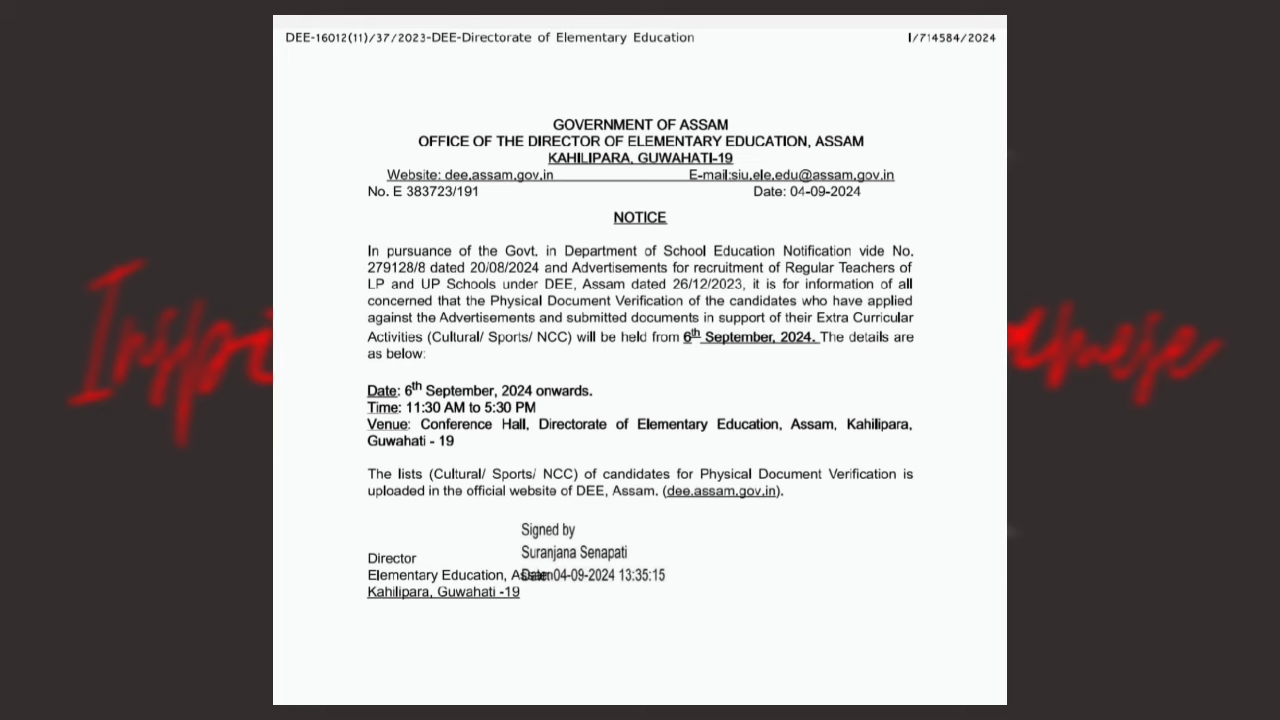 DEE-16012(11)/37/2023-DEE-Directorate of Elementary Education I/714584/2024
GOVERNMENT OF ASSAM
OFFICE OF THE DIRECTOR OF ELEMENTARY EDUCATION, ASSAM
KAHILIPARA, GUWAHATI-19
Website: dee.assam.gov.in E-mail:siu.ele.edu@assam.gov.in
No. E 383723/191 Date: 04-09-2024
NOTICE
In pursuance of the Govt. in Department of School Education Notification vide No.
279128/8 dated 20/08/2024 and Advertisements for recruitment of Regular Teachers of
LP and UP Schools under DEE, Assam dated 26/12/2023, it is for information of all
concerned that the Physical Document Verification of the candidates who have applied
against the Advertisements and submitted documents in support of their Extra Curricular
Activities (Cultural/ Sports/ NCC) will be held from 6th September, 2024. The details are
as below:
Date: 6th September, 2024 onwards.
Time: 11:30 AM to 5:30 PM
Venue: Conference Hall, Directorate of Elementary Education, Assam, Kahilipara,
Guwahati - 19
The lists (Cultural/ Sports/ NCC) of candidates for Physical Document Verification is
uploaded in the official website of DEE, Assam. (dee.assam.gov.in).
Signed by
Suranjana Senapati
Director
Elementary Education, Assam Date: 04-09-2024 13:35:15
Kahilipara, Guwahati -19